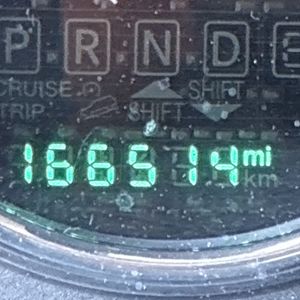 P R N D
CRUISE SHIFT
TRIP SHIFT
166514 mi
km